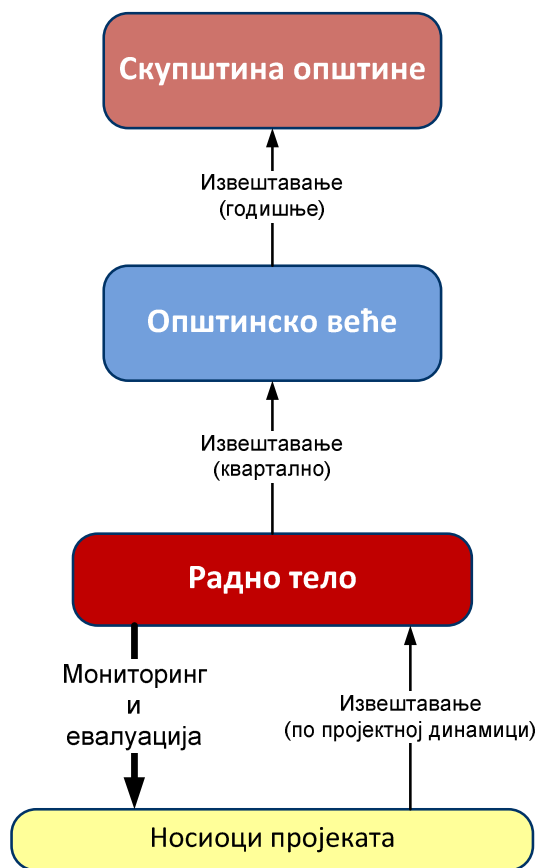 Скупштина општине
Извештавање
(годишње)
Општинско веће
Извештавање
(квартално)
Радно тело
Мониторинг
и
евалуација
Извештавање
(по пројектној динамици)
Носиоци пројеката